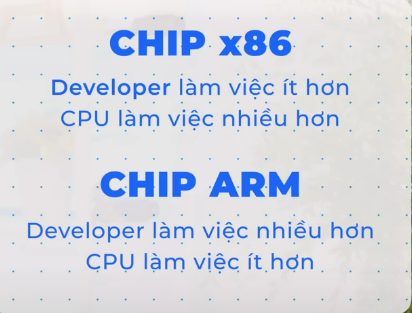 CHIP x86
Developer làm việc ít hơn
CPU làm việc nhiều hơn
CHIP ARM
Developer làm việc nhiều hơn
CPU làm việc ít hơn